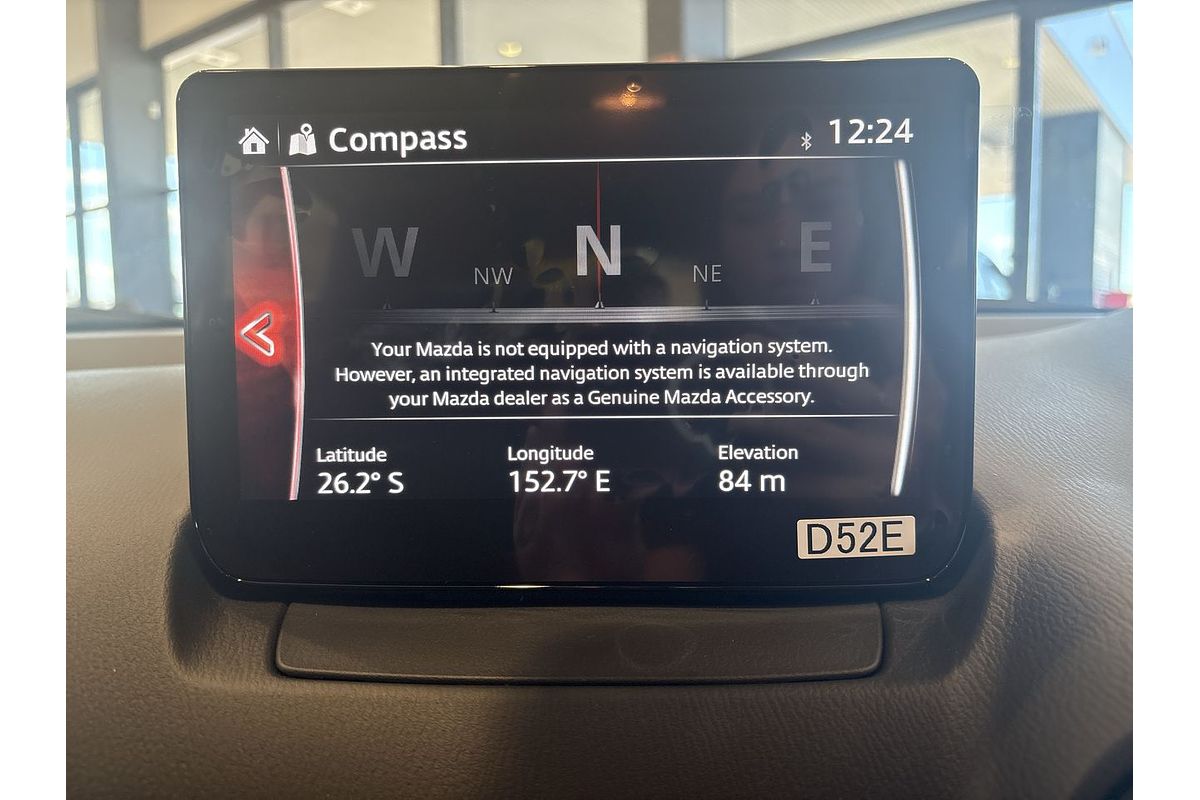 Compass
12:24
W NW N NE E
Your Mazda is not equipped with a navigation system.
However, an integrated navigation system is available through
your Mazda dealer as a Genuine Mazda Accessory.
Latitude Longitude Elevation
26.2° S 152.7° E 84 m
D52E